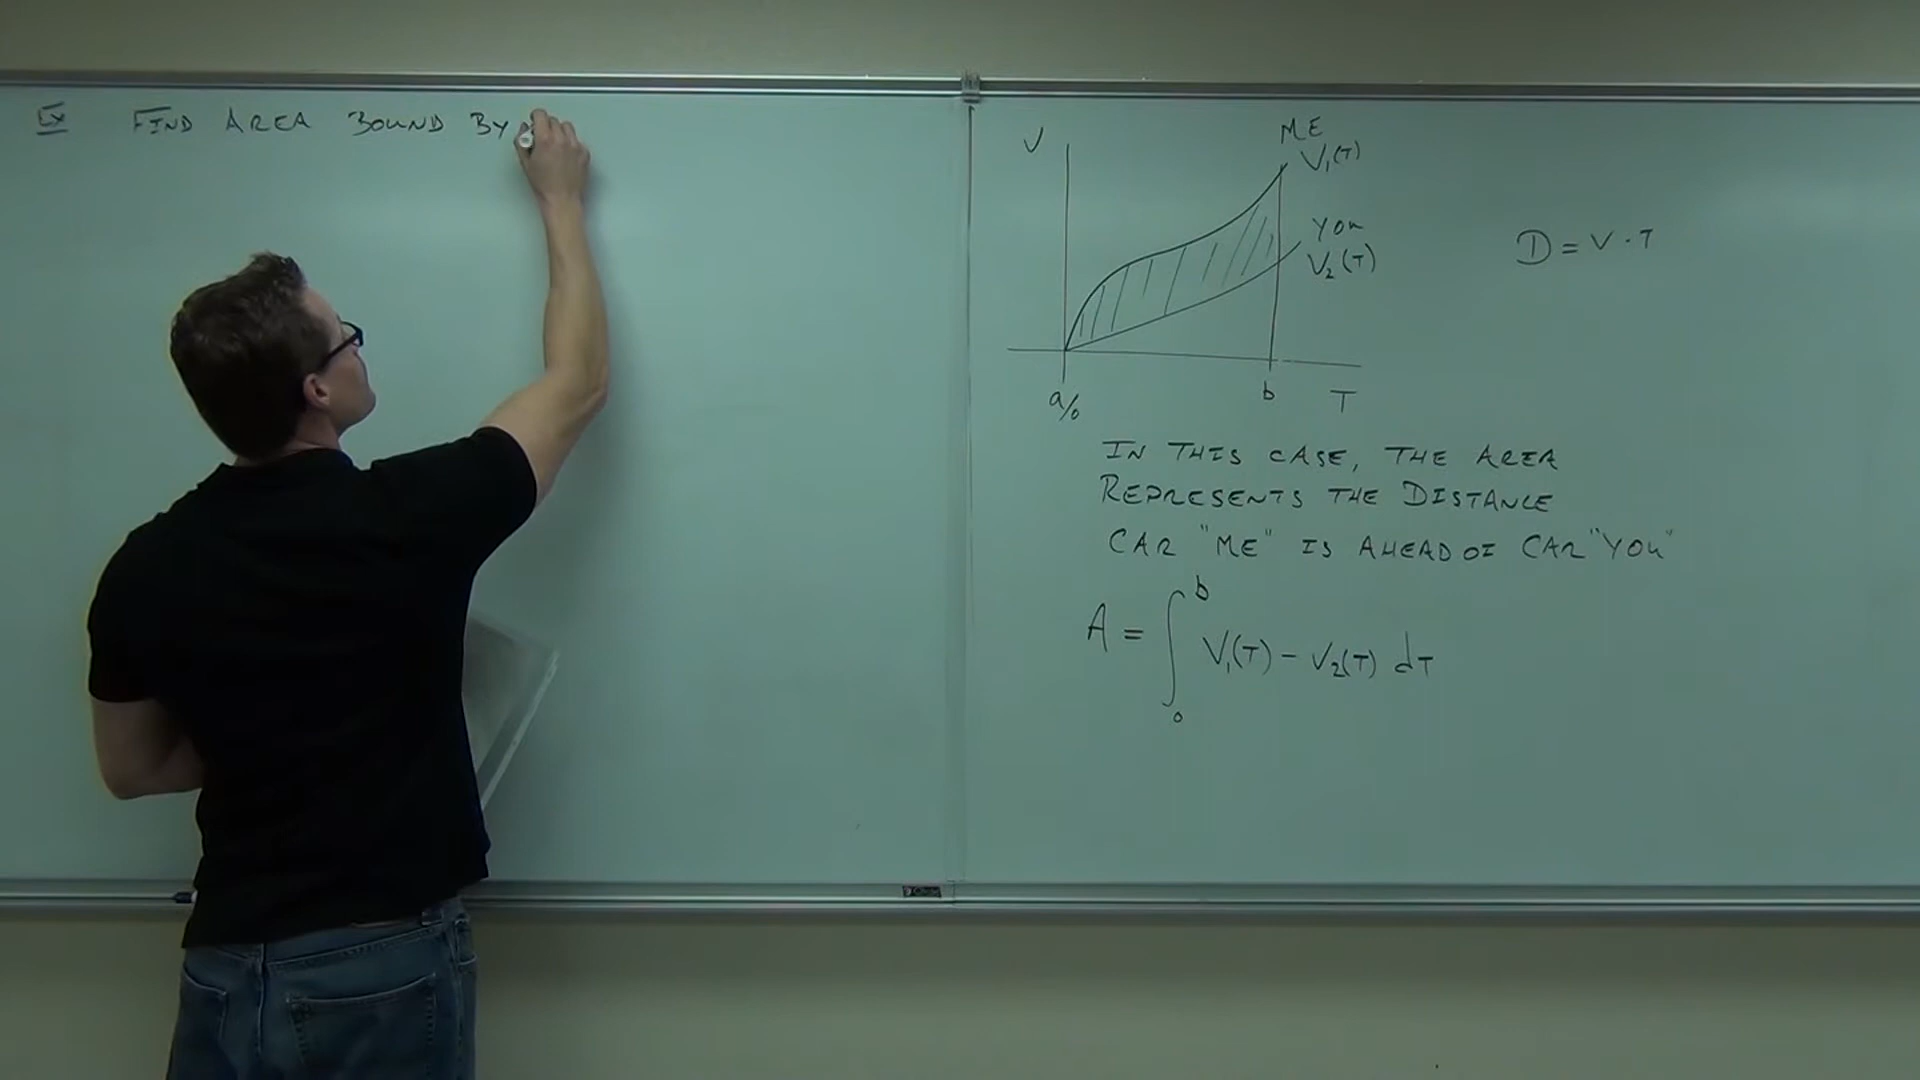 Ex FIND AREA BOUND BY
V
ME
V₁(T)
YOU
V₂(T)
D = V · T
a/0
b
T
IN THIS CASE, THE AREA
REPRESENTS THE DISTANCE
CAR "ME" IS AHEAD OF CAR "YOU"
A = ∫₀ᵇ V₁(T) - V₂(T) dT